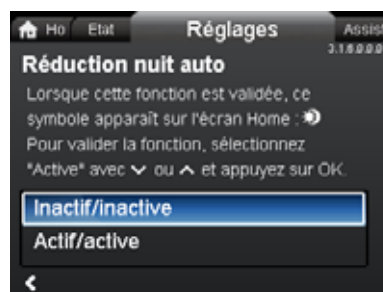 Ho Etat Réglages Assis
3.1.6.0.0.0
Réduction nuit auto
Lorsque cette fonction est validée, ce
symbole apparaît sur l'écran Home :
Pour valider la fonction, sélectionnez
"Active" avec ou et appuyez sur OK.
Inactif/inactive
Actif/active